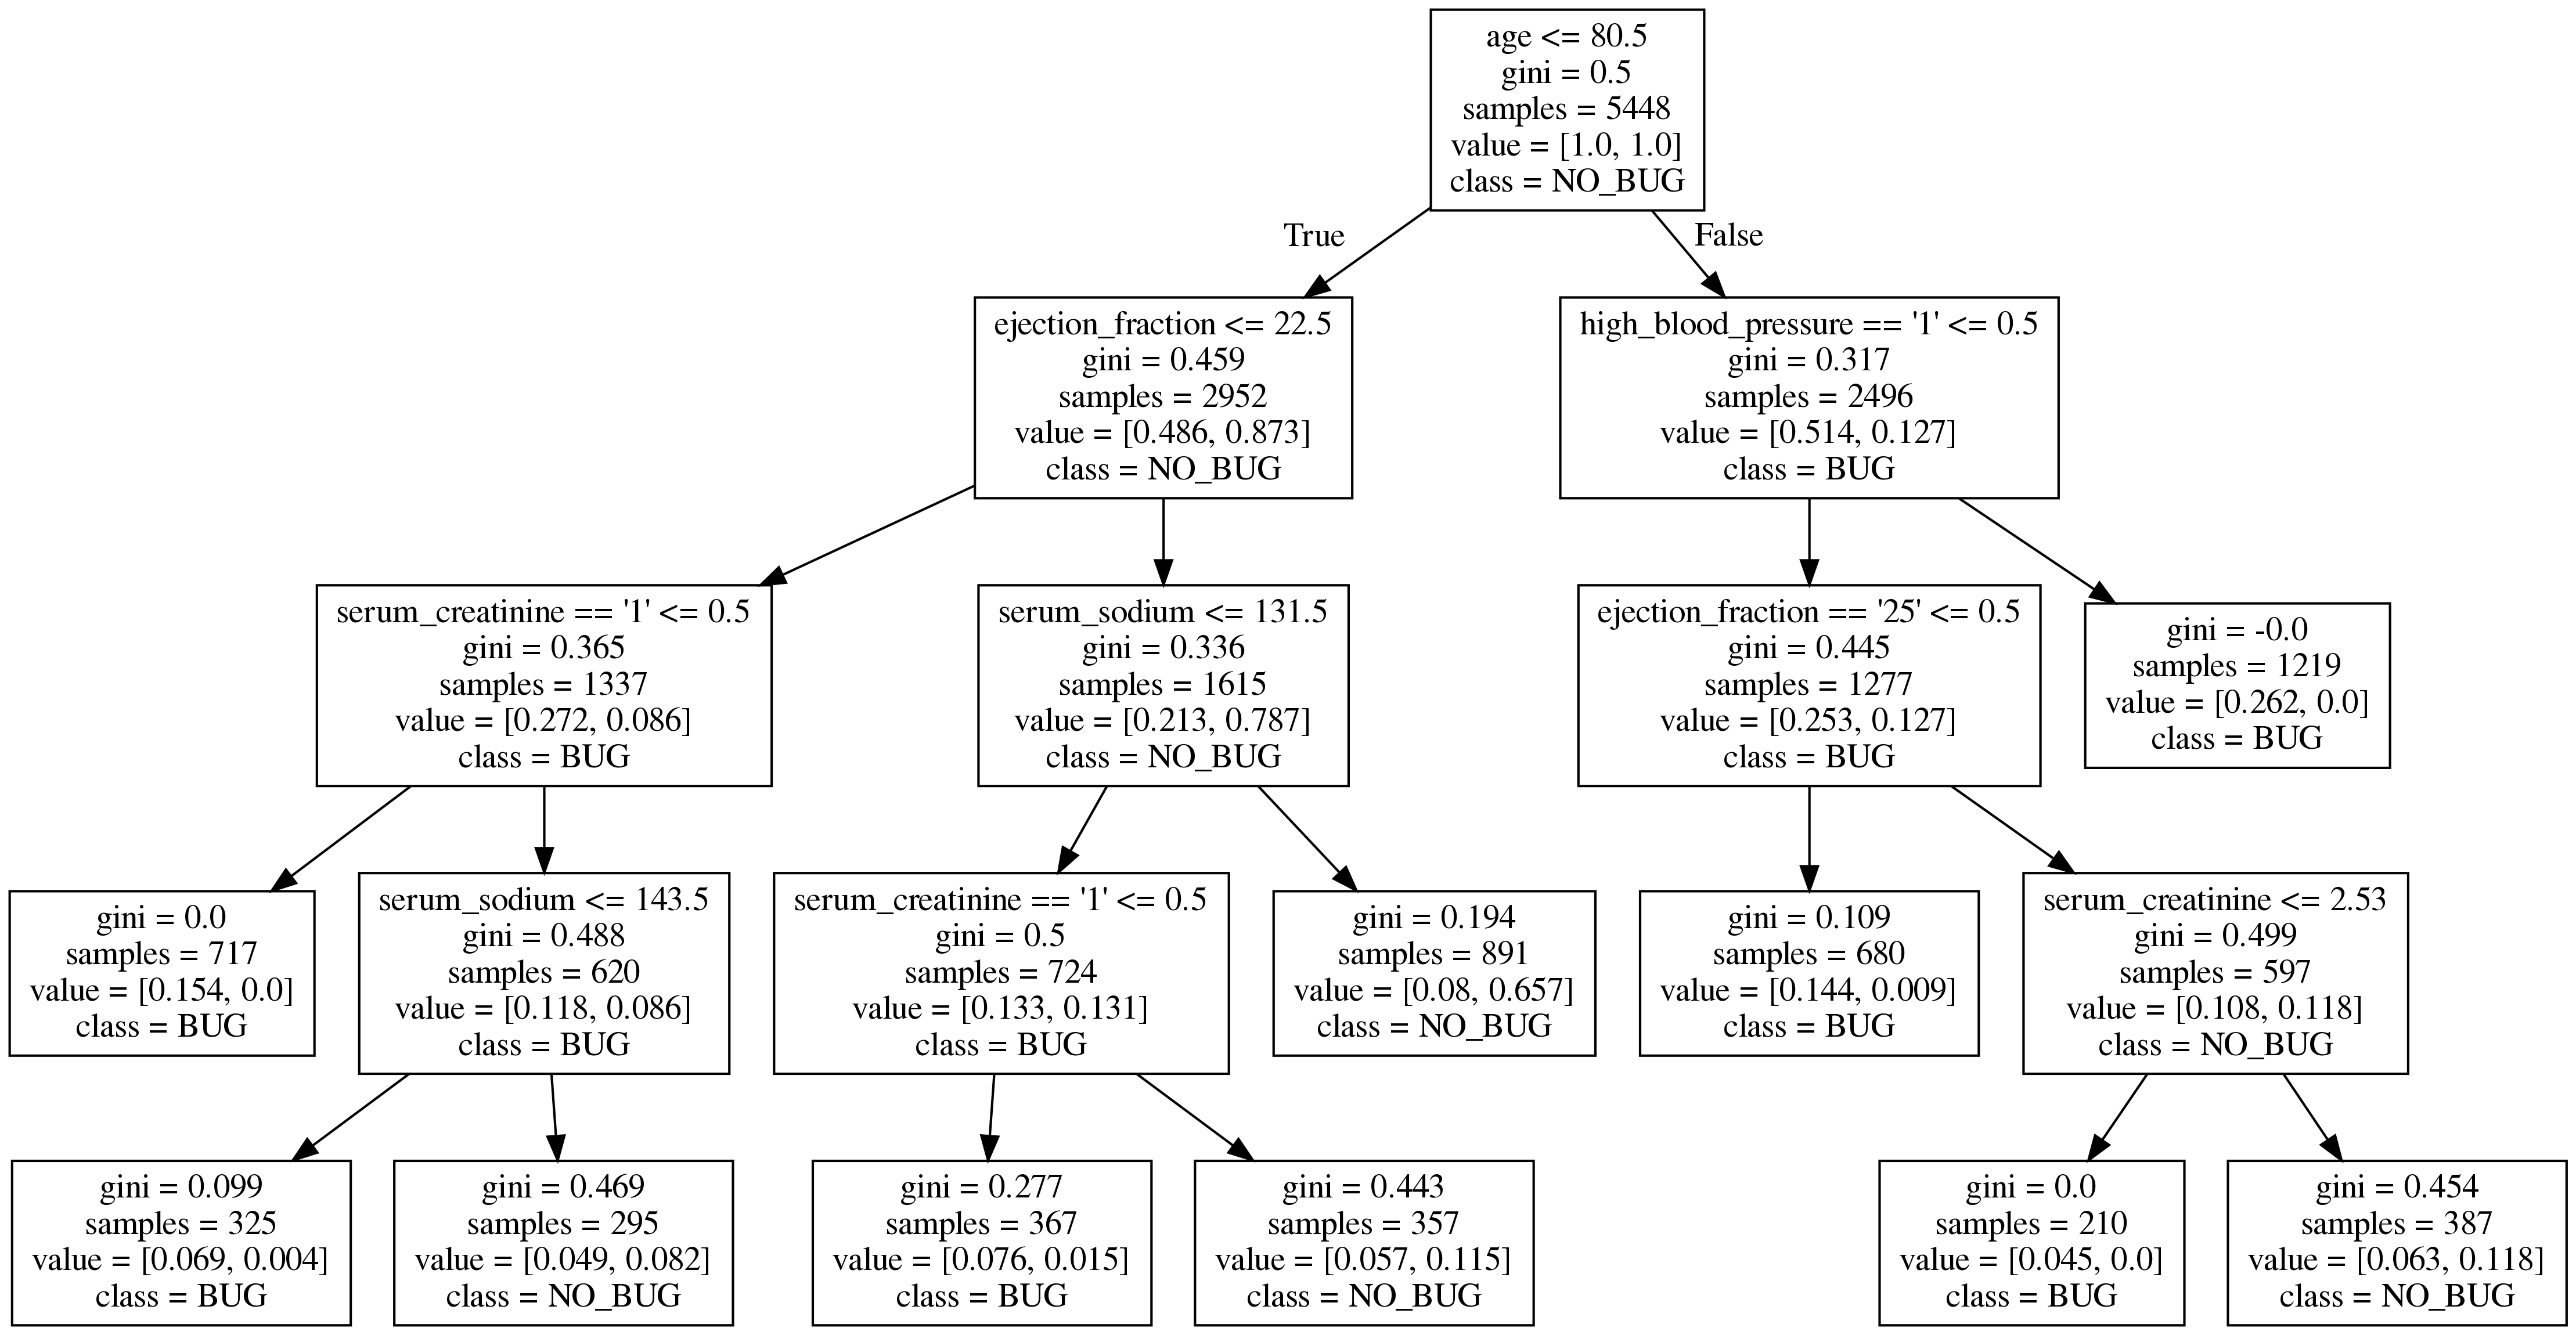 age <= 80.5
gini = 0.5
samples = 5448
value = [1.0, 1.0]
class = NO_BUG
True
False
ejection_fraction <= 22.5
gini = 0.459
samples = 2952
value = [0.486, 0.873]
class = NO_BUG
high_blood_pressure == '1' <= 0.5
gini = 0.317
samples = 2496
value = [0.514, 0.127]
class = BUG
serum_creatinine == '1' <= 0.5
gini = 0.365
samples = 1337
value = [0.272, 0.086]
class = BUG
serum_sodium <= 131.5
gini = 0.336
samples = 1615
value = [0.213, 0.787]
class = NO_BUG
ejection_fraction == '25' <= 0.5
gini = 0.445
samples = 1277
value = [0.253, 0.127]
class = BUG
gini = -0.0
samples = 1219
value = [0.262, 0.0]
class = BUG
gini = 0.0
samples = 717
value = [0.154, 0.0]
class = BUG
serum_sodium <= 143.5
gini = 0.488
samples = 620
value = [0.118, 0.086]
class = BUG
serum_creatinine == '1' <= 0.5
gini = 0.5
samples = 724
value = [0.133, 0.131]
class = BUG
gini = 0.194
samples = 891
value = [0.08, 0.657]
class = NO_BUG
gini = 0.109
samples = 680
value = [0.144, 0.009]
class = BUG
serum_creatinine <= 2.53
gini = 0.499
samples = 597
value = [0.108, 0.118]
class = NO_BUG
gini = 0.099
samples = 325
value = [0.069, 0.004]
class = BUG
gini = 0.469
samples = 295
value = [0.049, 0.082]
class = NO_BUG
gini = 0.277
samples = 367
value = [0.076, 0.015]
class = BUG
gini = 0.443
samples = 357
value = [0.057, 0.115]
class = NO_BUG
gini = 0.0
samples = 210
value = [0.045, 0.0]
class = BUG
gini = 0.454
samples = 387
value = [0.063, 0.118]
class = NO_BUG